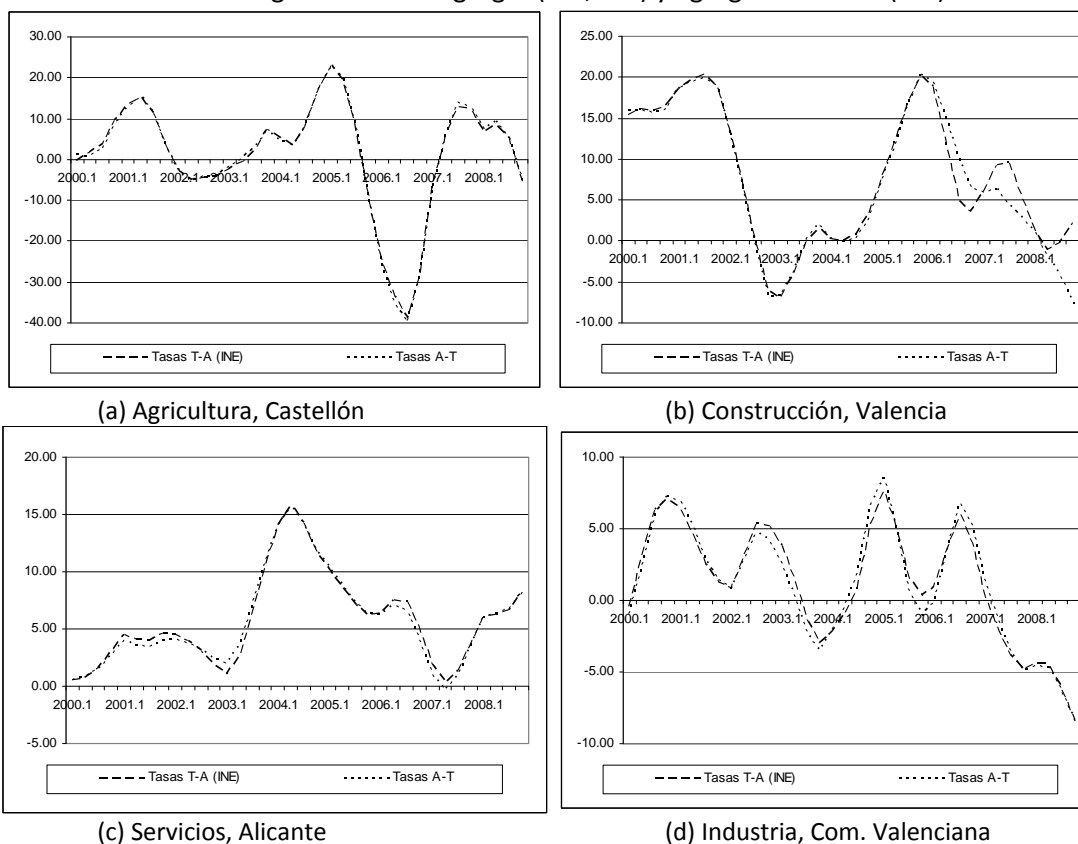 30.00
20.00
10.00
0.00
-10.00
-20.00
-30.00
-40.00
2000.1 2001.1 2002.1 2003.1 2004.1 2005.1 2006.1 2007.1 2008.1
Tasas T-A (INE) Tasas A-T
(a) Agricultura, Castellón
25.00
20.00
15.00
10.00
5.00
0.00
-5.00
-10.00
2000.1 2001.1 2002.1 2003.1 2004.1 2005.1 2006.1 2007.1 2008.1
Tasas T-A (INE) Tasas A-T
(b) Construcción, Valencia
20.00
15.00
10.00
5.00
0.00
-5.00
2000.1 2001.1 2002.1 2003.1 2004.1 2005.1 2006.1 2007.1 2008.1
Tasas T-A (INE) Tasas A-T
(c) Servicios, Alicante
10.00
5.00
0.00
-5.00
-10.00
2000.1 2001.1 2002.1 2003.1 2004.1 2005.1 2006.1 2007.1 2008.1
Tasas T-A (INE) Tasas A-T
(d) Industria, Com. Valenciana